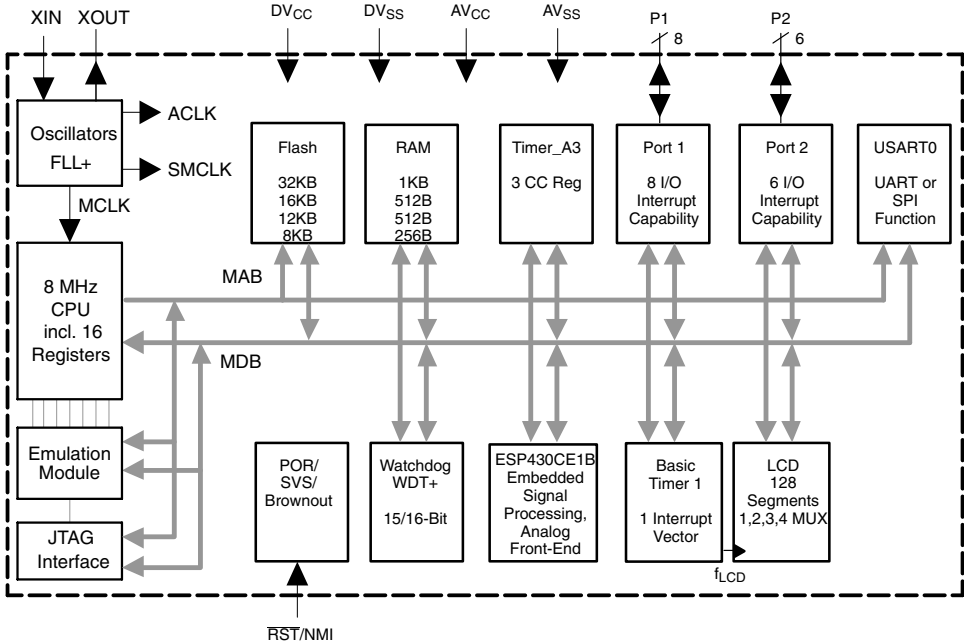 XIN XOUT
DVCC DVSS AVCC AVSS P1 P2
8 6
Oscillators
FLL+
ACLK
SMCLK
MCLK
Flash
32KB
16KB
12KB
8KB
RAM
1KB
512B
512B
256B
Timer_A3
3 CC Reg
Port 1
8 I/O
Interrupt
Capability
Port 2
6 I/O
Interrupt
Capability
USART0
UART or
SPI
Function
8 MHz
CPU
incl. 16
Registers
MAB
MDB
Emulation
Module
JTAG
Interface
POR/
SVS/
Brownout
Watchdog
WDT+
15/16-Bit
ESP430CE1B
Embedded
Signal
Processing,
Analog
Front-End
Basic
Timer 1
1 Interrupt
Vector
LCD
128
Segments
1,2,3,4 MUX
fLCD
RST/NMI